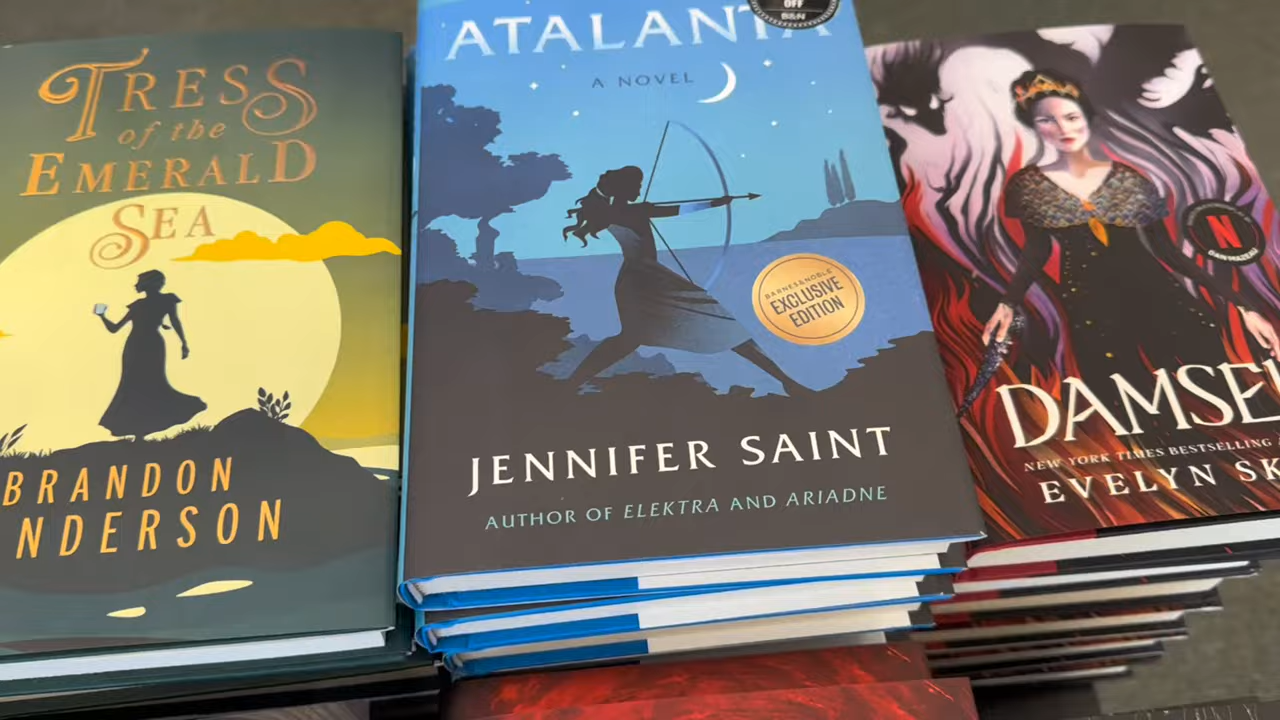 TRESS
of the
EMERALD
SEA
BRANDON
NDERSON
ATALANTA
A NOVEL
OFF
B&N
BARNES & NOBLE
EXCLUSIVE
EDITION
JENNIFER SAINT
AUTHOR OF ELEKTRA AND ARIADNE
N
DAMSE
NEW YORK TIMES BESTSELLING
EVELYN SK